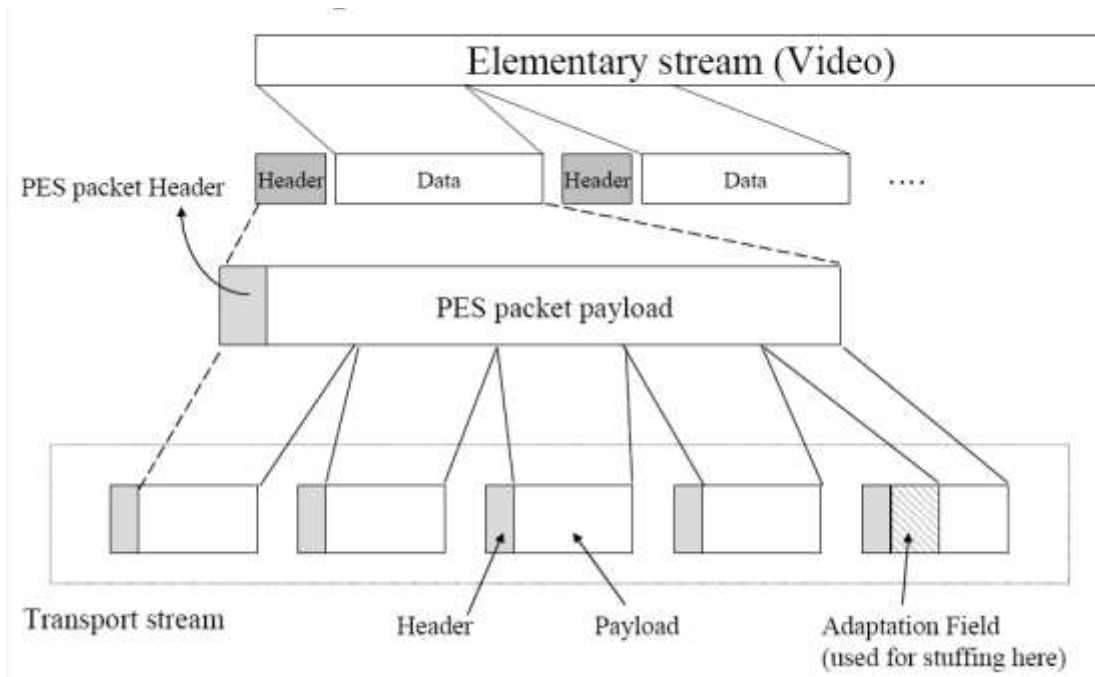 Elementary stream (Video)
Header
Data
Header
Data
....
PES packet Header
PES packet payload
Transport stream
Header
Payload
Adaptation Field
(used for stuffing here)